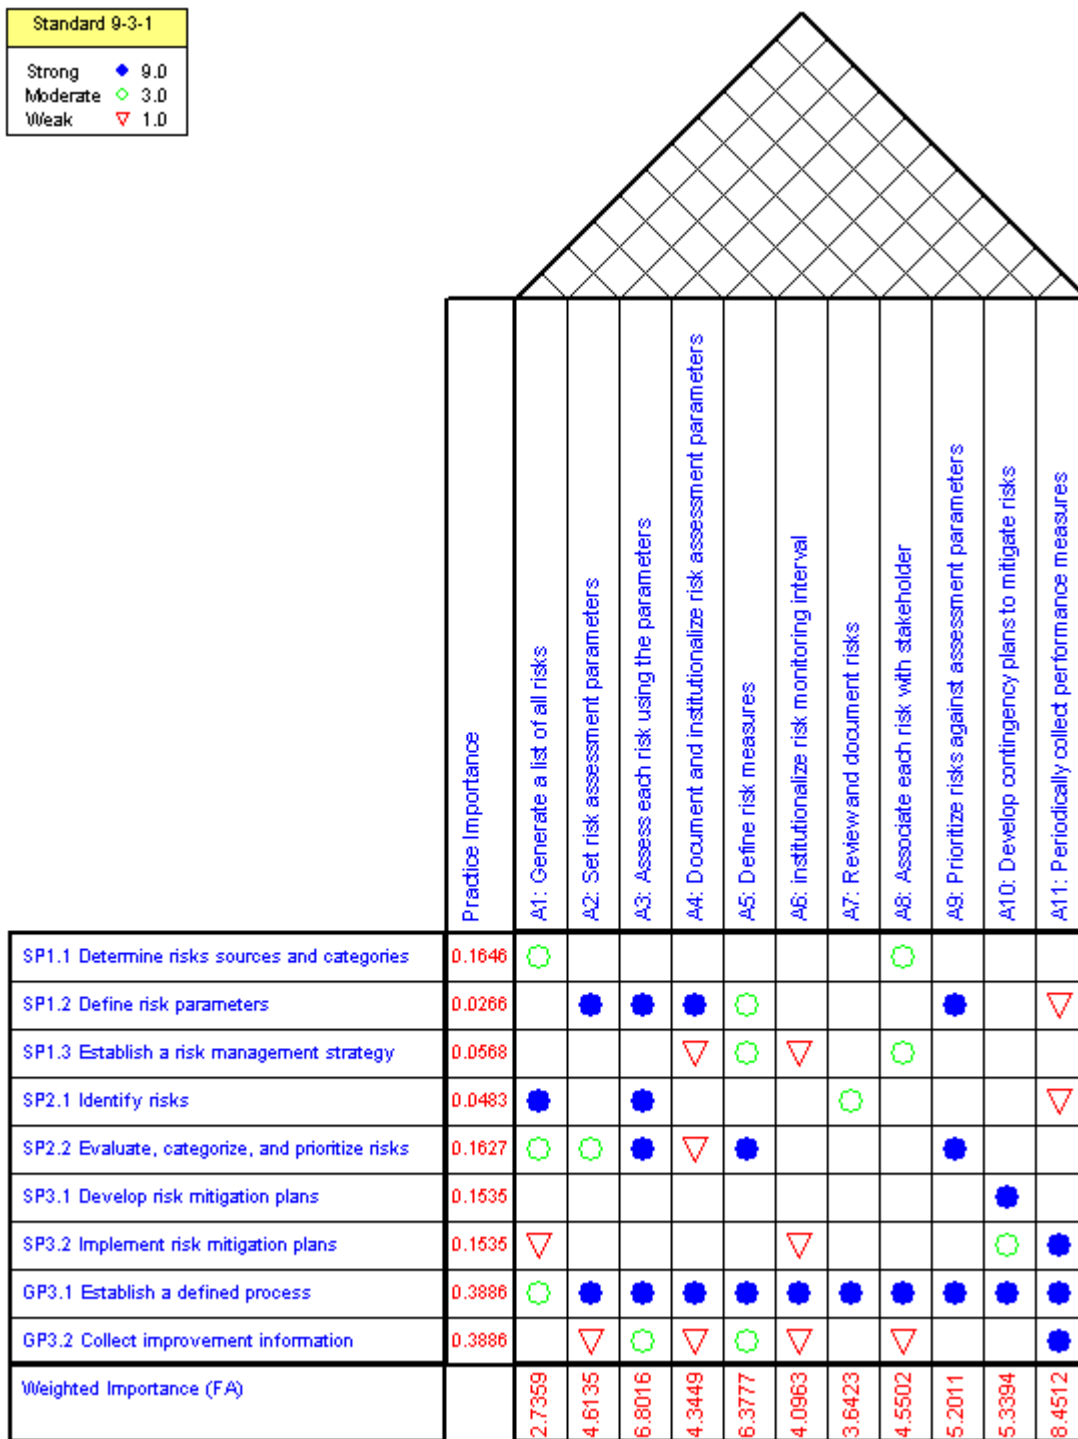 Standard 9-3-1
Strong 9.0
Moderate 3.0
Weak 1.0
Practice Importance
A1: Generate a list of all risks
A2: Set risk assessment parameters
A3: Assess each risk using the parameters
A4: Document and institutionalize risk assessment parameters
A5: Define risk measures
A6: institutionalize risk monitoring interval
A7: Review and document risks
A8: Associate each risk with stakeholder
A9: Prioritize risks against assessment parameters
A10: Develop contingency plans to mitigate risks
A11: Periodically collect performance measures
SP1.1 Determine risks sources and categories 0.1646
SP1.2 Define risk parameters 0.0266
SP1.3 Establish a risk management strategy 0.0568
SP2.1 Identify risks 0.0483
SP2.2 Evaluate, categorize, and prioritize risks 0.1627
SP3.1 Develop risk mitigation plans 0.1535
SP3.2 Implement risk mitigation plans 0.1535
GP3.1 Establish a defined process 0.3886
GP3.2 Collect improvement information 0.3886
Weighted Importance (FA) 2.7359 4.6135 6.8016 4.3449 6.3777 4.0963 3.6423 4.5502 5.2011 5.3394 8.4512